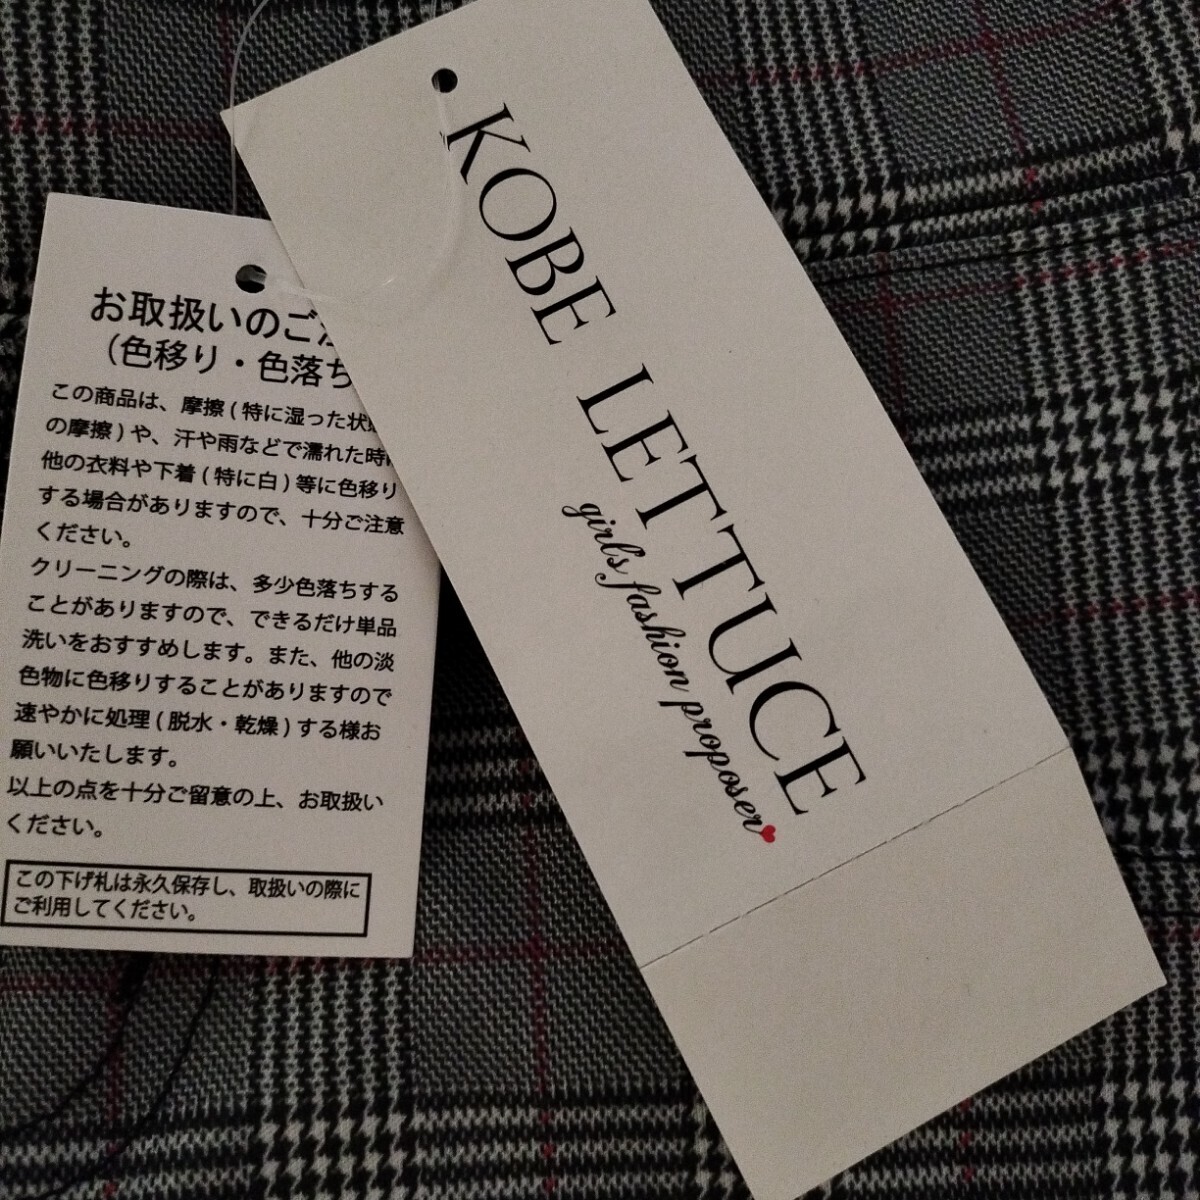 KOBE LETTUCE
girl's fashion proposer
お取扱いのご
(色移り・色落ち
この商品は、摩擦(特に湿った状
の摩擦)や、汗や雨などで濡れた時
他の衣料や下着(特に白)等に色移り
する場合がありますので、十分ご注意
ください。
クリーニングの際は、多少色落ちする
ことがありますので、できるだけ単品
洗いをおすすめします。また、他の淡
色物に色移りすることがありますので
速やかに処理(脱水・乾燥)する様お
願いいたします。
以上の点を十分ご留意の上、お取扱い
ください。
この下げ札は永久保存し、取扱いの際に
ご利用してください。